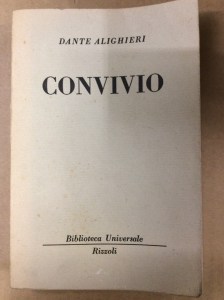 DANTE ALIGHIERI
CONVIVIO
Biblioteca Universale
Rizzoli